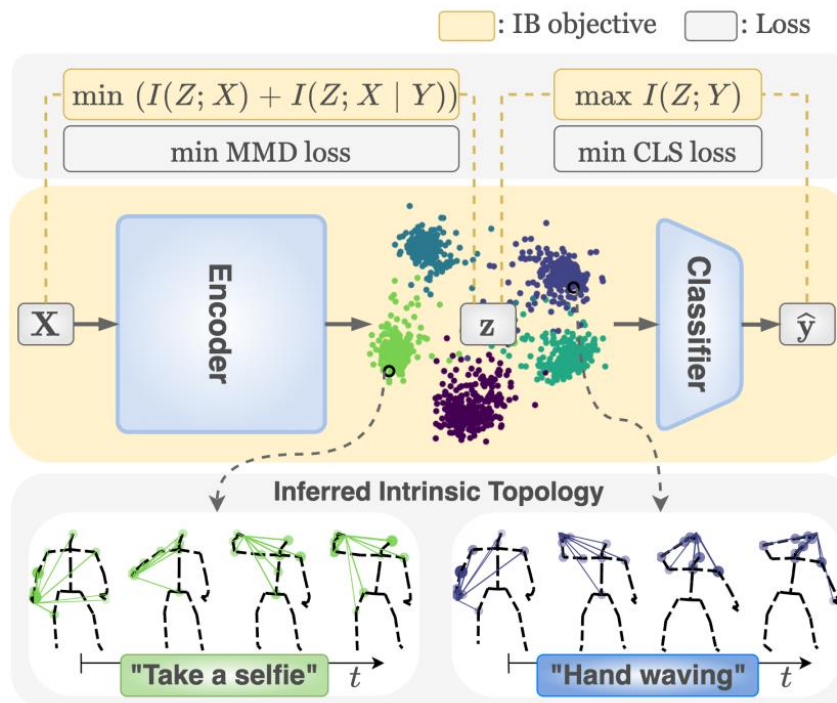 : IB objective : Loss
min (I(Z; X) + I(Z; X | Y)) max I(Z; Y)
min MMD loss min CLS loss
X Encoder z Classifier ŷ
Inferred Intrinsic Topology
"Take a selfie" t "Hand waving" t